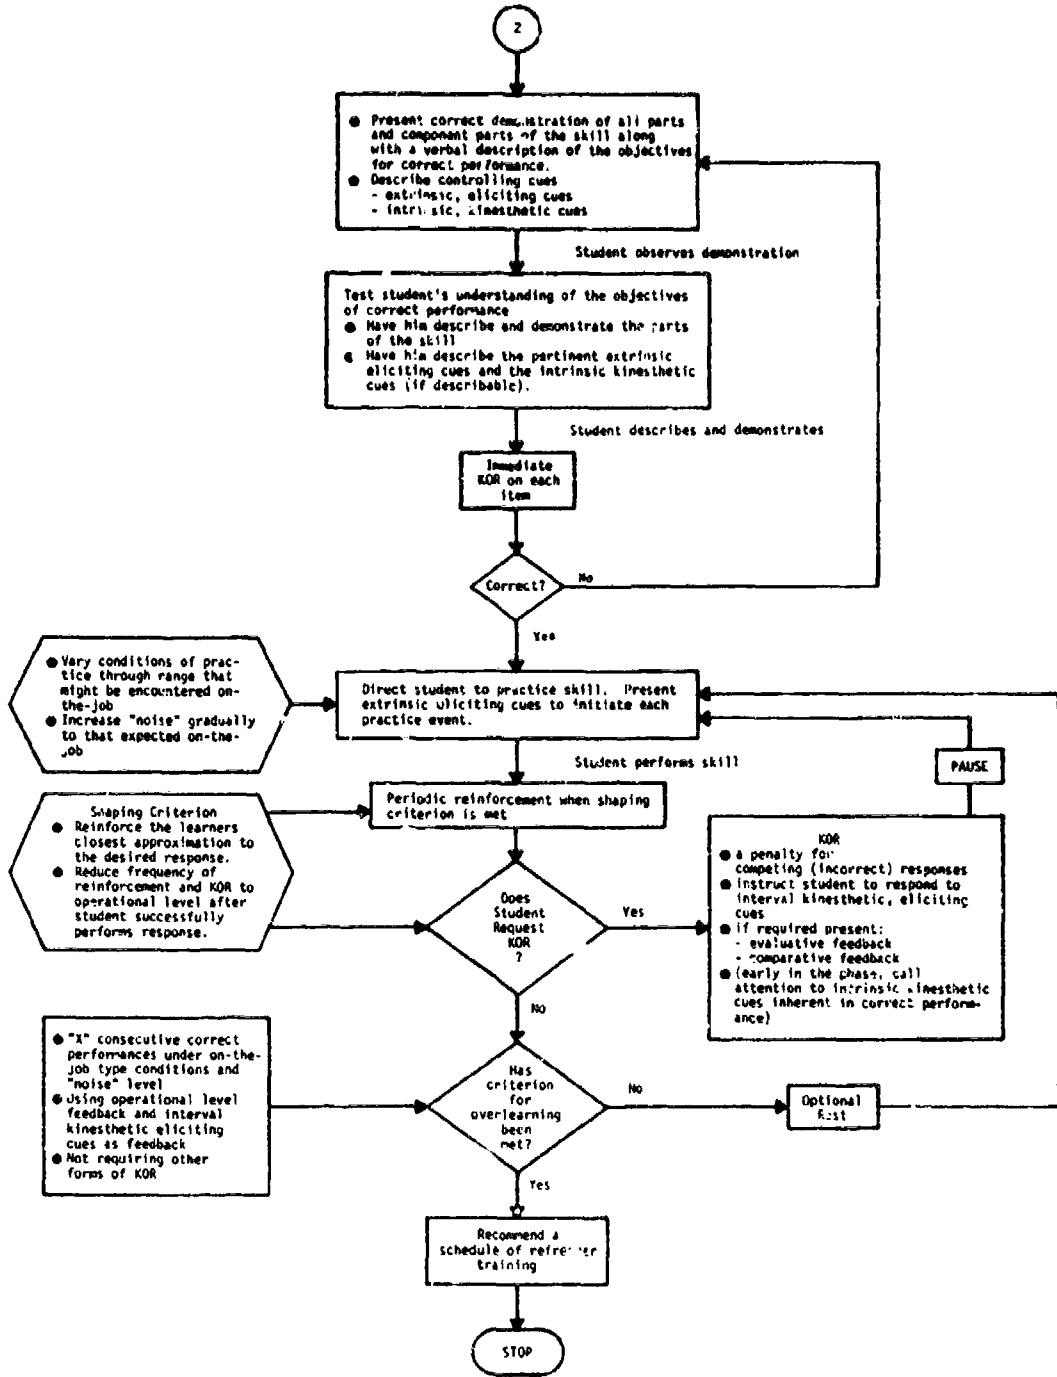 2
● Present correct demonstration of all parts
and component parts of the skill along
with a verbal description of the objectives
for correct performance.
● Describe controlling cues
- extrinsic, eliciting cues
- intrinsic, kinesthetic cues
Student observes demonstration
Test student's understanding of the objectives
of correct performance
● Have him describe and demonstrate the parts
of the skill
● Have him describe the pertinent extrinsic
eliciting cues and the intrinsic kinesthetic
cues (if describable).
Student describes and demonstrates
Immediate
KOR on each
item
Correct?
No
Yes
● Vary conditions of prac-
tice through range that
might be encountered on-
the-job
● Increase "noise" gradually
to that expected on-the-
job
Direct student to practice skill. Present
extrinsic eliciting cues to initiate each
practice event.
Student performs skill
PAUSE
Shaping Criterion
● Reinforce the learners
closest approximation to
the desired response.
● Reduce frequency of
reinforcement and KOR to
operational level after
student successfully
performs response.
Periodic reinforcement when shaping
criterion is met
Does
Student
Request
KOR
?
Yes
No
KOR
● a penalty for
competing (incorrect) responses
● instruct student to respond to
interval kinesthetic, eliciting
cues
● if required present:
- evaluative feedback
- comparative feedback
● (early in the phase, call
attention to intrinsic kinesthetic
cues inherent in correct perform-
ance)
● "X" consecutive correct
performances under on-the-
job type conditions and
"noise" level
● Using operational level
feedback and interval
kinesthetic eliciting
cues as feedback
● Not requiring other
forms of KOR
Has
criterion
for
overlearning
been
met?
No
Optional
Rest
Yes
Recommend a
schedule of refresher
training
STOP